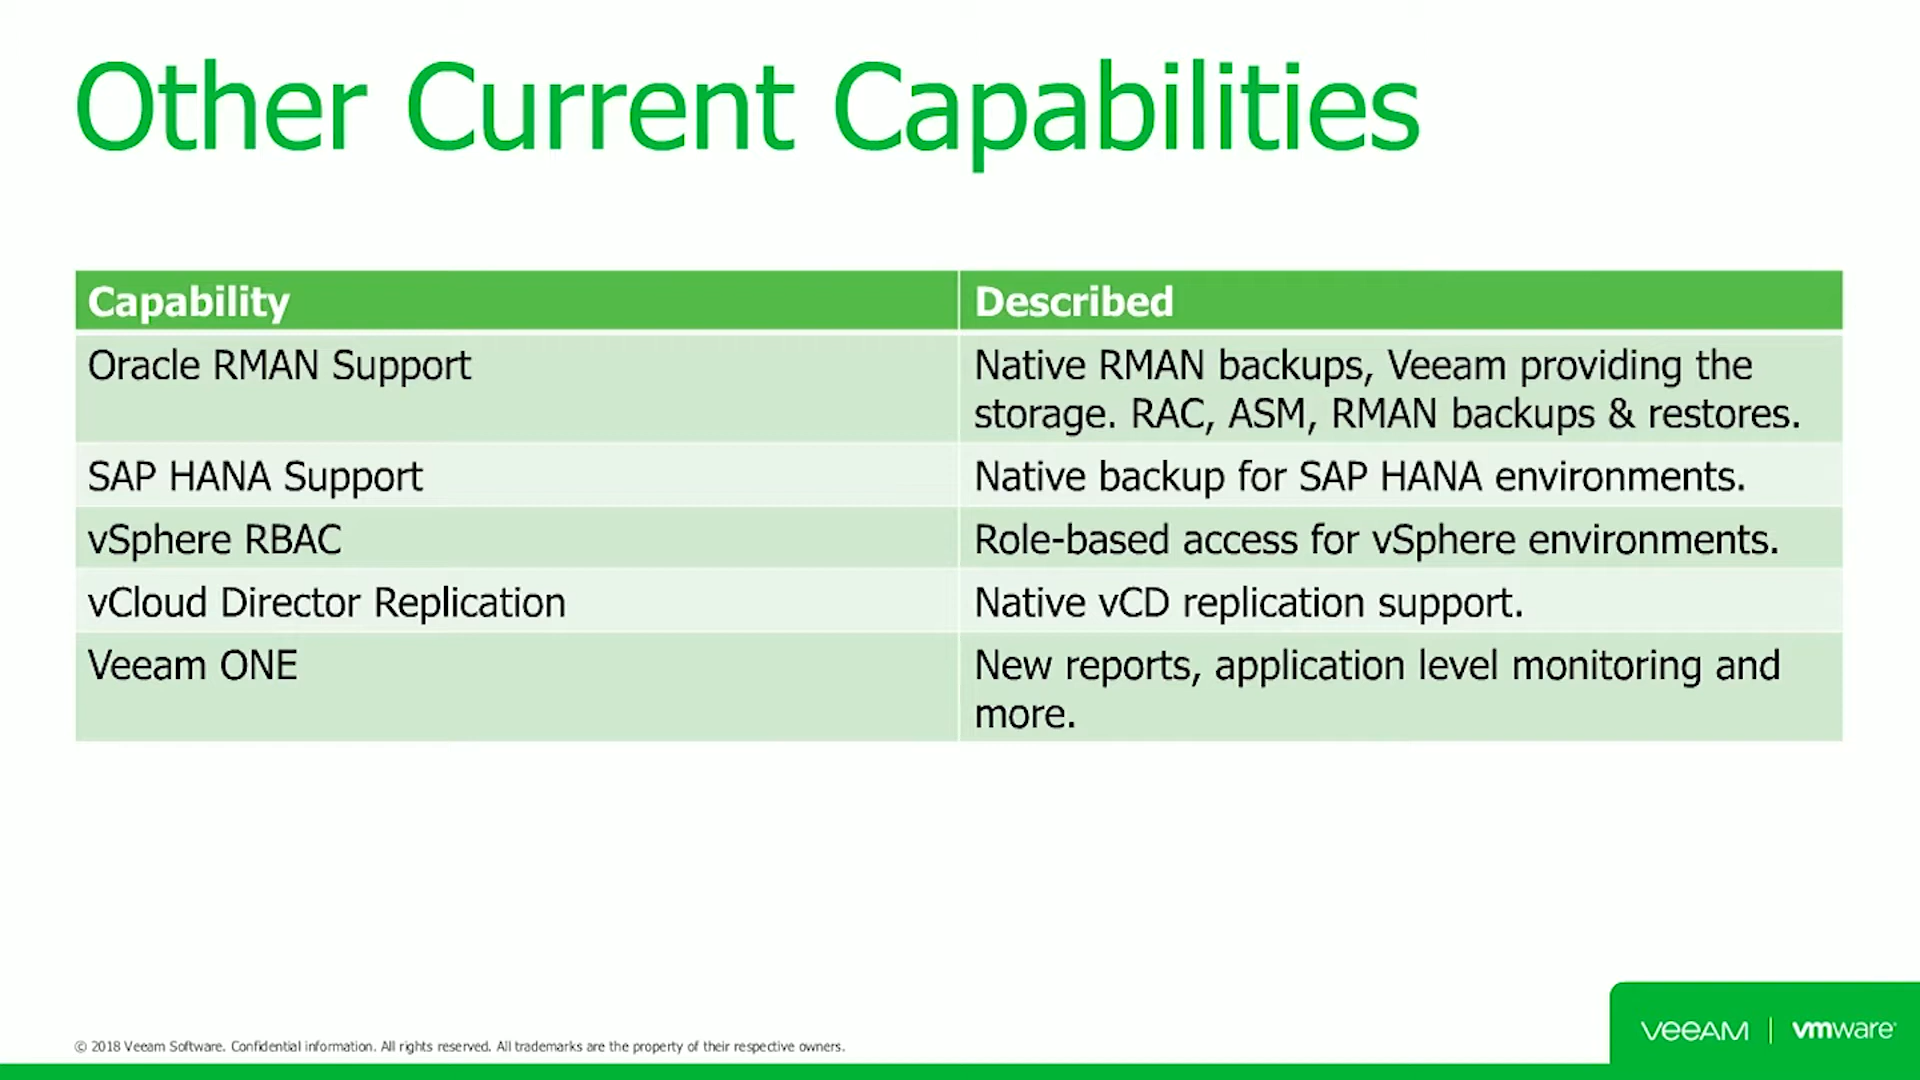 Other Current Capabilities
Capability
Described
Oracle RMAN Support
Native RMAN backups, Veeam providing the
storage. RAC, ASM, RMAN backups & restores.
SAP HANA Support
Native backup for SAP HANA environments.
vSphere RBAC
Role-based access for vSphere environments.
vCloud Director Replication
Native vCD replication support.
Veeam ONE
New reports, application level monitoring and
more.
© 2018 Veeam Software. Confidential information. All rights reserved. All trademarks are the property of their respective owners.
VEEAM | vmware®